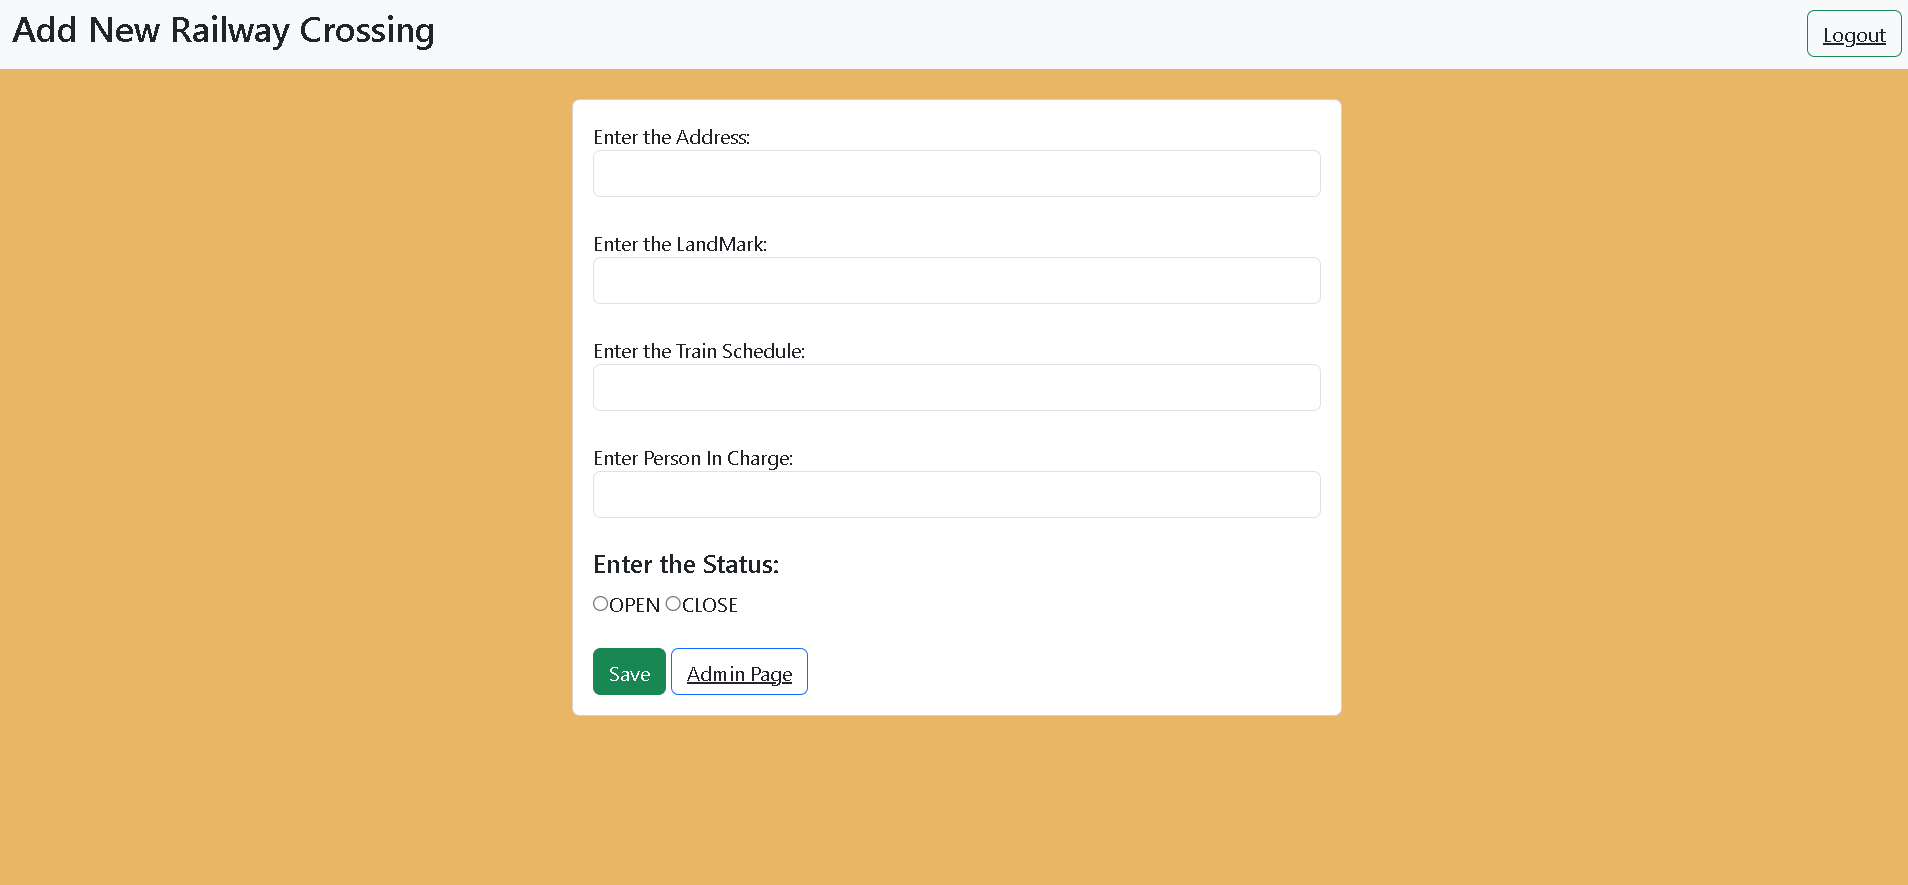 Add New Railway Crossing
Logout
Enter the Address:
Enter the LandMark:
Enter the Train Schedule:
Enter Person In Charge:
Enter the Status:
OPEN CLOSE
Save Admin Page